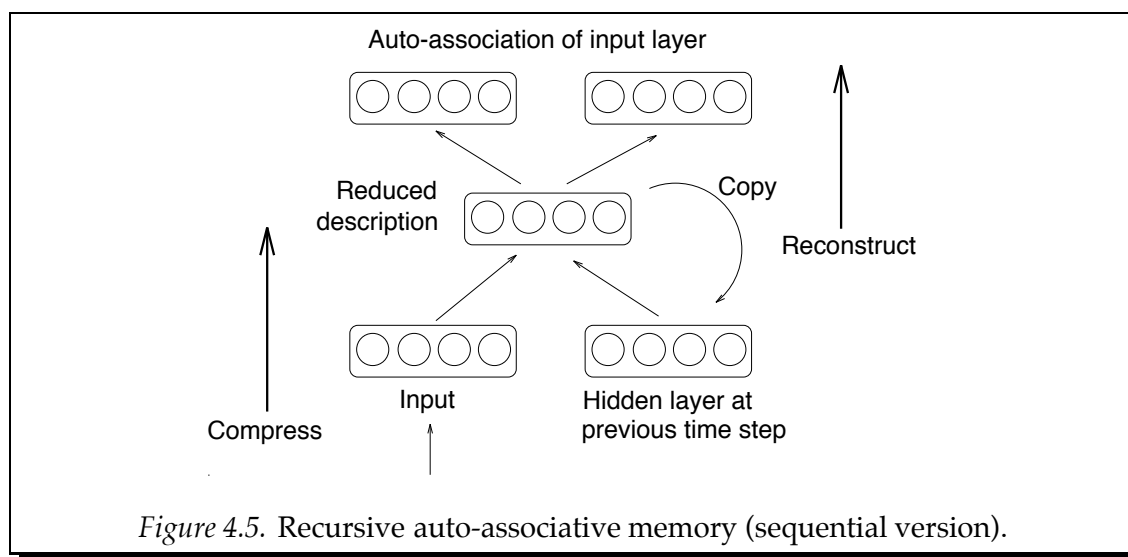 Auto-association of input layer
Reduced
description
Copy
Reconstruct
Input
Hidden layer at
previous time step
Compress
Figure 4.5. Recursive auto-associative memory (sequential version).